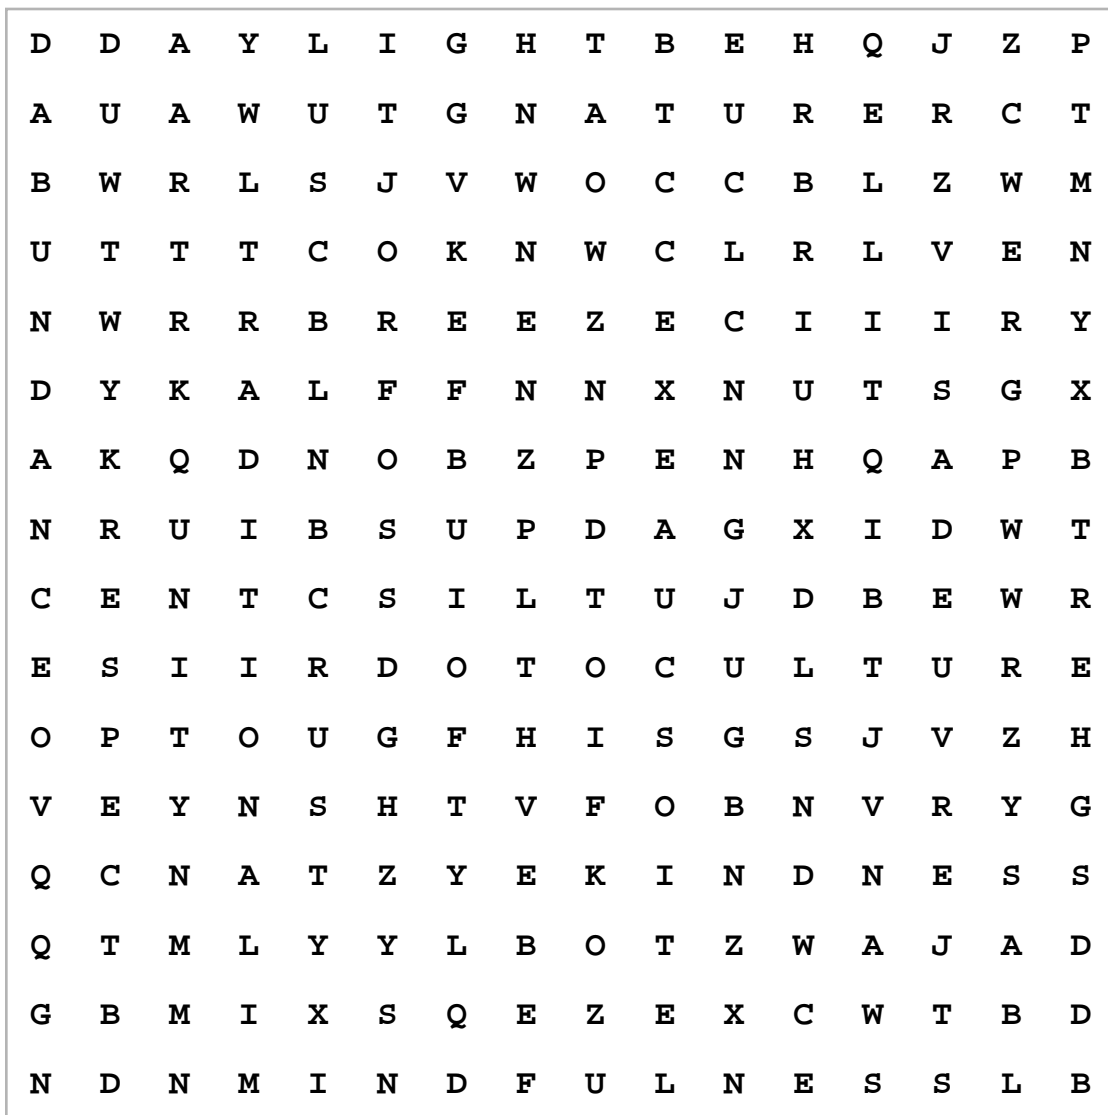 D D A Y L I G H T B E H Q J Z P
A U A W U T G N A T U R E R C T
B W R L S J V W O C C B L Z W M
U T T T C O K N W C L R L V E N
N W R R B R E E Z E C I I I R Y
D Y K A L F F N N X N U T S G X
A K Q D N O B Z P E N H Q A P B
N R U I B S U P D A G X I D W T
C E N T C S I L T U J D B E W R
E S I I R D O T O C U L T U R E
O P T O U G F H I S G S J V Z H
V E Y N S H T V F O B N V R Y G
Q C N A T Z Y E K I N D N E S S
Q T M L Y Y L B O T Z W A J A D
G B M I X S Q E Z E X C W T B D
N D N M I N D F U L N E S S L B